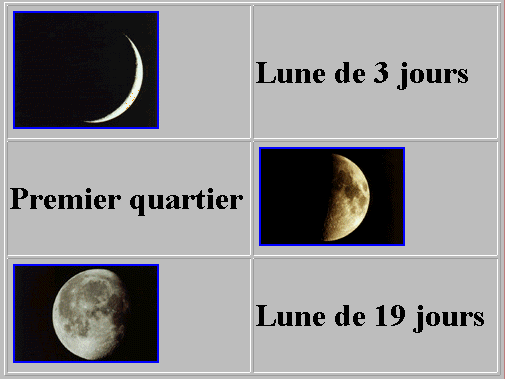 Lune de 3 jours
Premier quartier
Lune de 19 jours